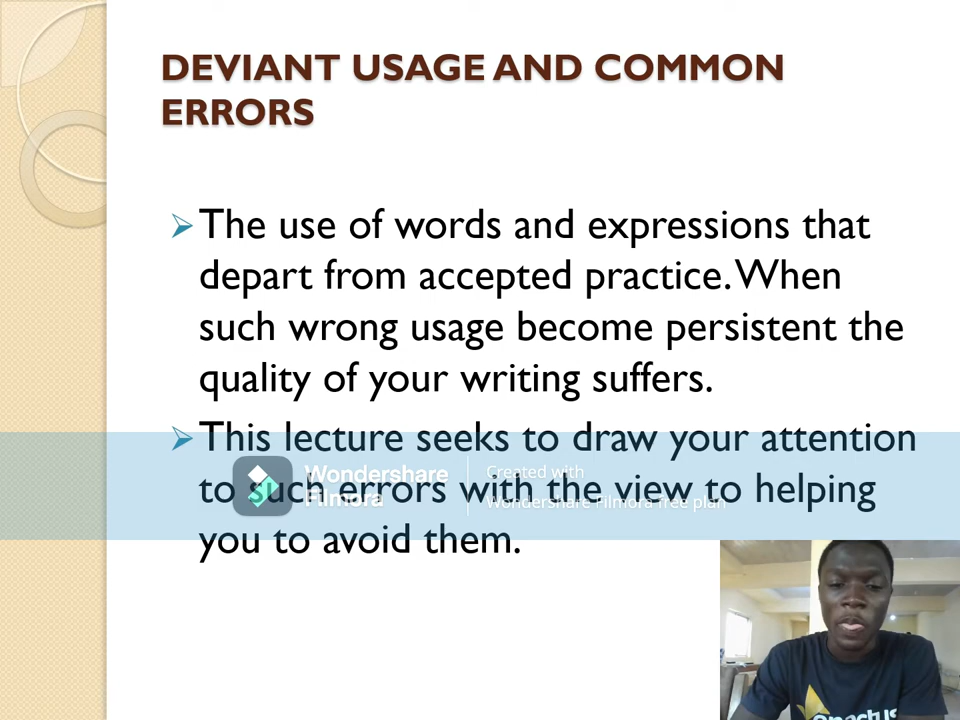 DEVIANT USAGE AND COMMON
ERRORS
The use of words and expressions that
depart from accepted practice. When
such wrong usage become persistent the
quality of your writing suffers.
This lecture seeks to draw your attention
to such errors with the view to helping
you to avoid them.
Wondershare
Filmora
Created with
Wondershare Filmora free plan
enactus